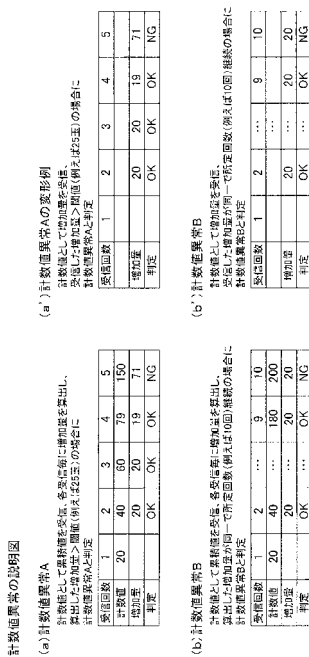 計数値異常の説明図
(a)計数値異常A
計数値として累積値を受信、各受信毎に増加量を算出し、
算出した増加量＞閾値(例えば25玉)の場合に
計数値異常Aと判定
受信回数 1 2 3 4 5
計数値 20 40 60 79 150
増加量 20 20 19 71
判定 OK OK OK NG
(a')計数値異常Aの変形例
計数値として増加量を受信、
受信した増加量＞閾値(例えば25玉)の場合に
計数値異常Aと判定
受信回数 1 2 3 4 5
増加量 20 20 19 71
判定 OK OK OK NG
(b)計数値異常B
計数値として累積値を受信、各受信毎に増加量を算出し、
算出した増加量が同一で所定回数(例えば10回)継続の場合に
計数値異常Bと判定
受信回数 1 2 … 9 10
計数値 20 40 … 180 200
増加量 20 … 20 20
判定 OK … OK NG
(b')計数値異常B
計数値として増加量を受信、
受信した増加量が同一で所定回数(例えば10回)継続の場合に
計数値異常Bと判定
受信回数 1 2 … 9 10
増加量 20 … 20 20
判定 OK … OK NG